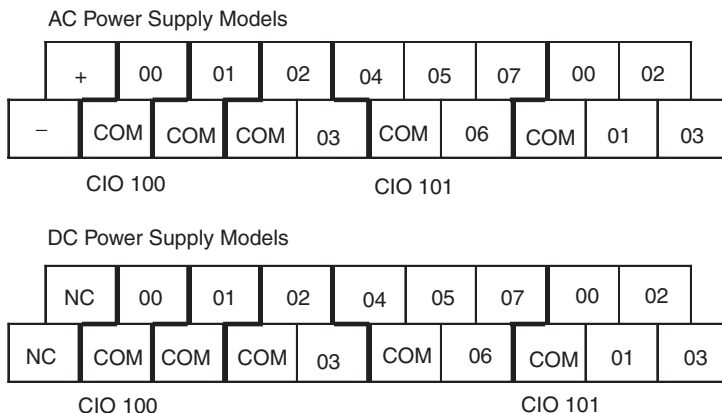 AC Power Supply Models
+ 00 01 02 04 05 07 00 02
− COM COM COM 03 COM 06 COM 01 03
CIO 100 CIO 101
DC Power Supply Models
NC 00 01 02 04 05 07 00 02
NC COM COM COM 03 COM 06 COM 01 03
CIO 100 CIO 101